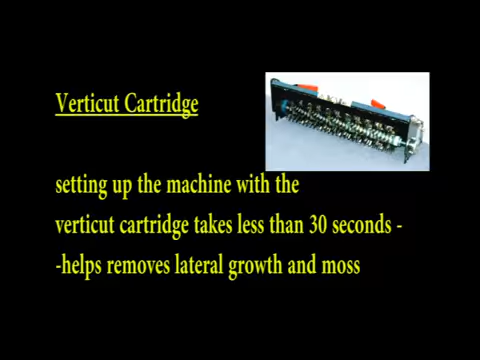 Verticut Cartridge
setting up the machine with the
verticut cartridge takes less than 30 seconds -
-helps removes lateral growth and moss